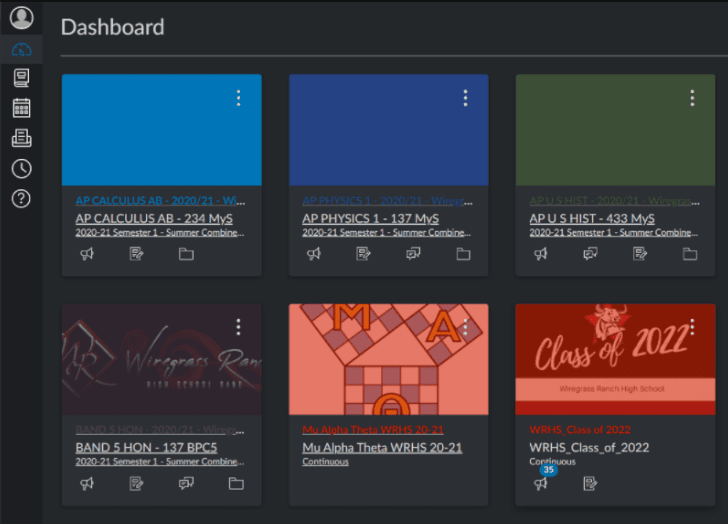 Dashboard
AP CALCULUS AB - 2020/21 - Wi...
AP CALCULUS AB - 234 MyS
2020-21 Semester 1 - Summer Combine...
AP PHYSICS 1 - 2020/21 - Wiregr...
AP PHYSICS 1 - 137 MyS
2020-21 Semester 1 - Summer Combine...
AP U S HIST - 2020/21 - Wiregras...
AP U S HIST - 433 MyS
2020-21 Semester 1 - Summer Combine...
WR
Wiregrass Ran
HIGH SCHOOL BAND
BAND 5 HON - 2020/21 - Wiregr...
BAND 5 HON - 137 BPC5
2020-21 Semester 1 - Summer Combine...
M
A
Θ
Mu Alpha Theta WRHS 20-21
Mu Alpha Theta WRHS 20-21
Continuous
Class of 2022
Wiregrass Ranch High School
WRHS_Class of 2022
WRHS_Class_of_2022
Continuous
35